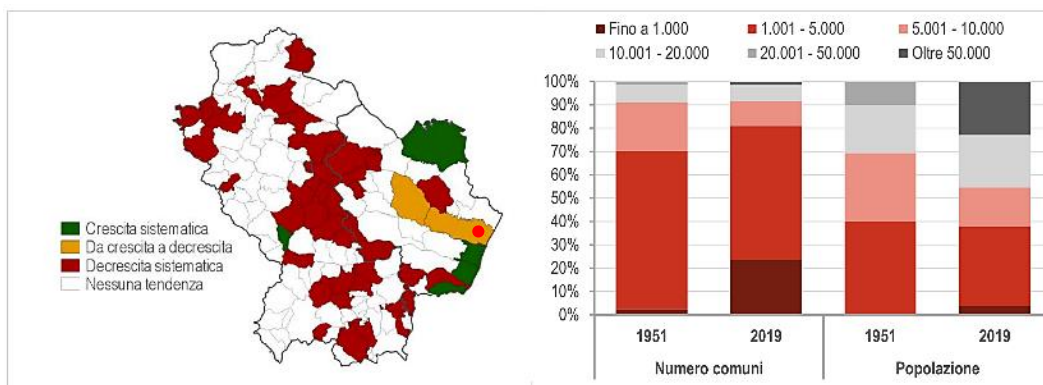 Crescita sistematica
Da crescita a decrescita
Decrescita sistematica
Nessuna tendenza
Fino a 1.000
1.001 - 5.000
5.001 - 10.000
10.001 - 20.000
20.001 - 50.000
Oltre 50.000
100%
90%
80%
70%
60%
50%
40%
30%
20%
10%
0%
1951
2019
1951
2019
Numero comuni
Popolazione